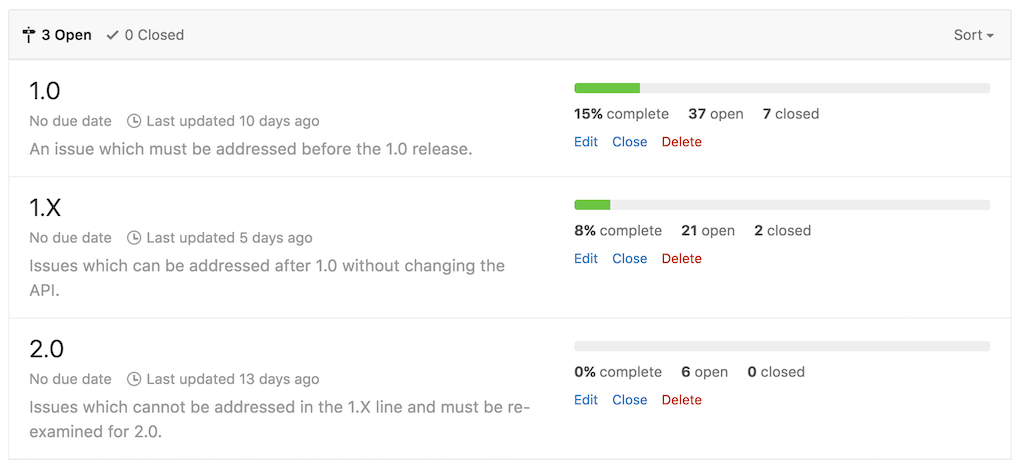 3 Open 0 Closed Sort
1.0
No due date Last updated 10 days ago
An issue which must be addressed before the 1.0 release.
15% complete 37 open 7 closed
Edit Close Delete
1.X
No due date Last updated 5 days ago
Issues which can be addressed after 1.0 without changing the
API.
8% complete 21 open 2 closed
Edit Close Delete
2.0
No due date Last updated 13 days ago
Issues which cannot be addressed in the 1.X line and must be re-
examined for 2.0.
0% complete 6 open 0 closed
Edit Close Delete